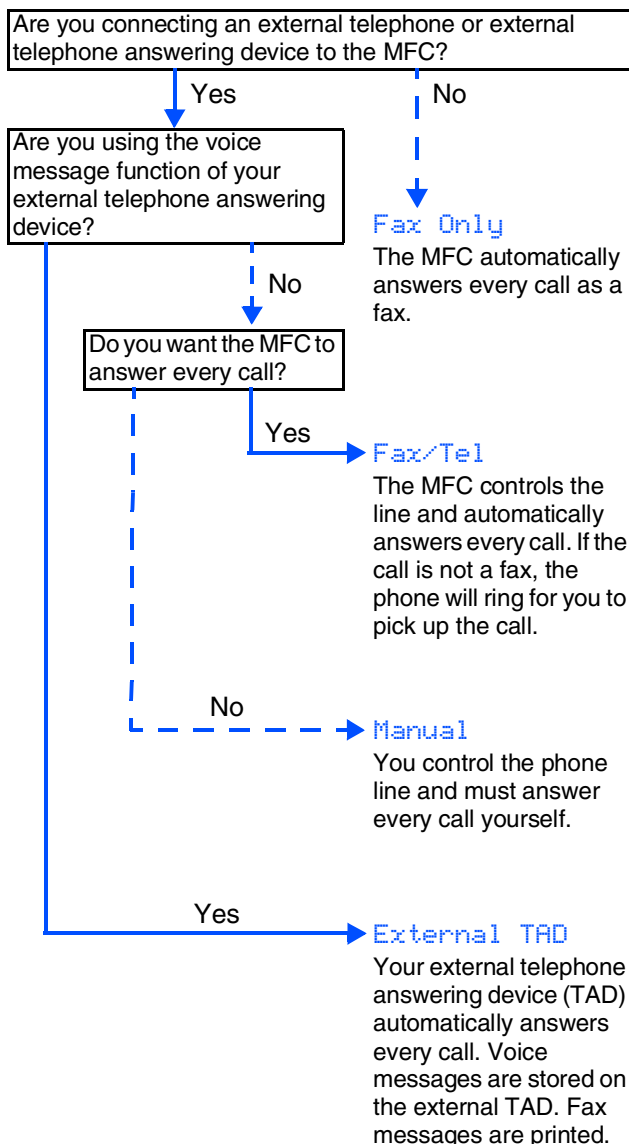 Are you connecting an external telephone or external
telephone answering device to the MFC?
Yes
No
Are you using the voice
message function of your
external telephone answering
device?
Fax Only
The MFC automatically
answers every call as a
fax.
No
Do you want the MFC to
answer every call?
Yes
Fax/Tel
The MFC controls the
line and automatically
answers every call. If the
call is not a fax, the
phone will ring for you to
pick up the call.
No
Manual
You control the phone
line and must answer
every call yourself.
Yes
External TAD
Your external telephone
answering device (TAD)
automatically answers
every call. Voice
messages are stored on
the external TAD. Fax
messages are printed.